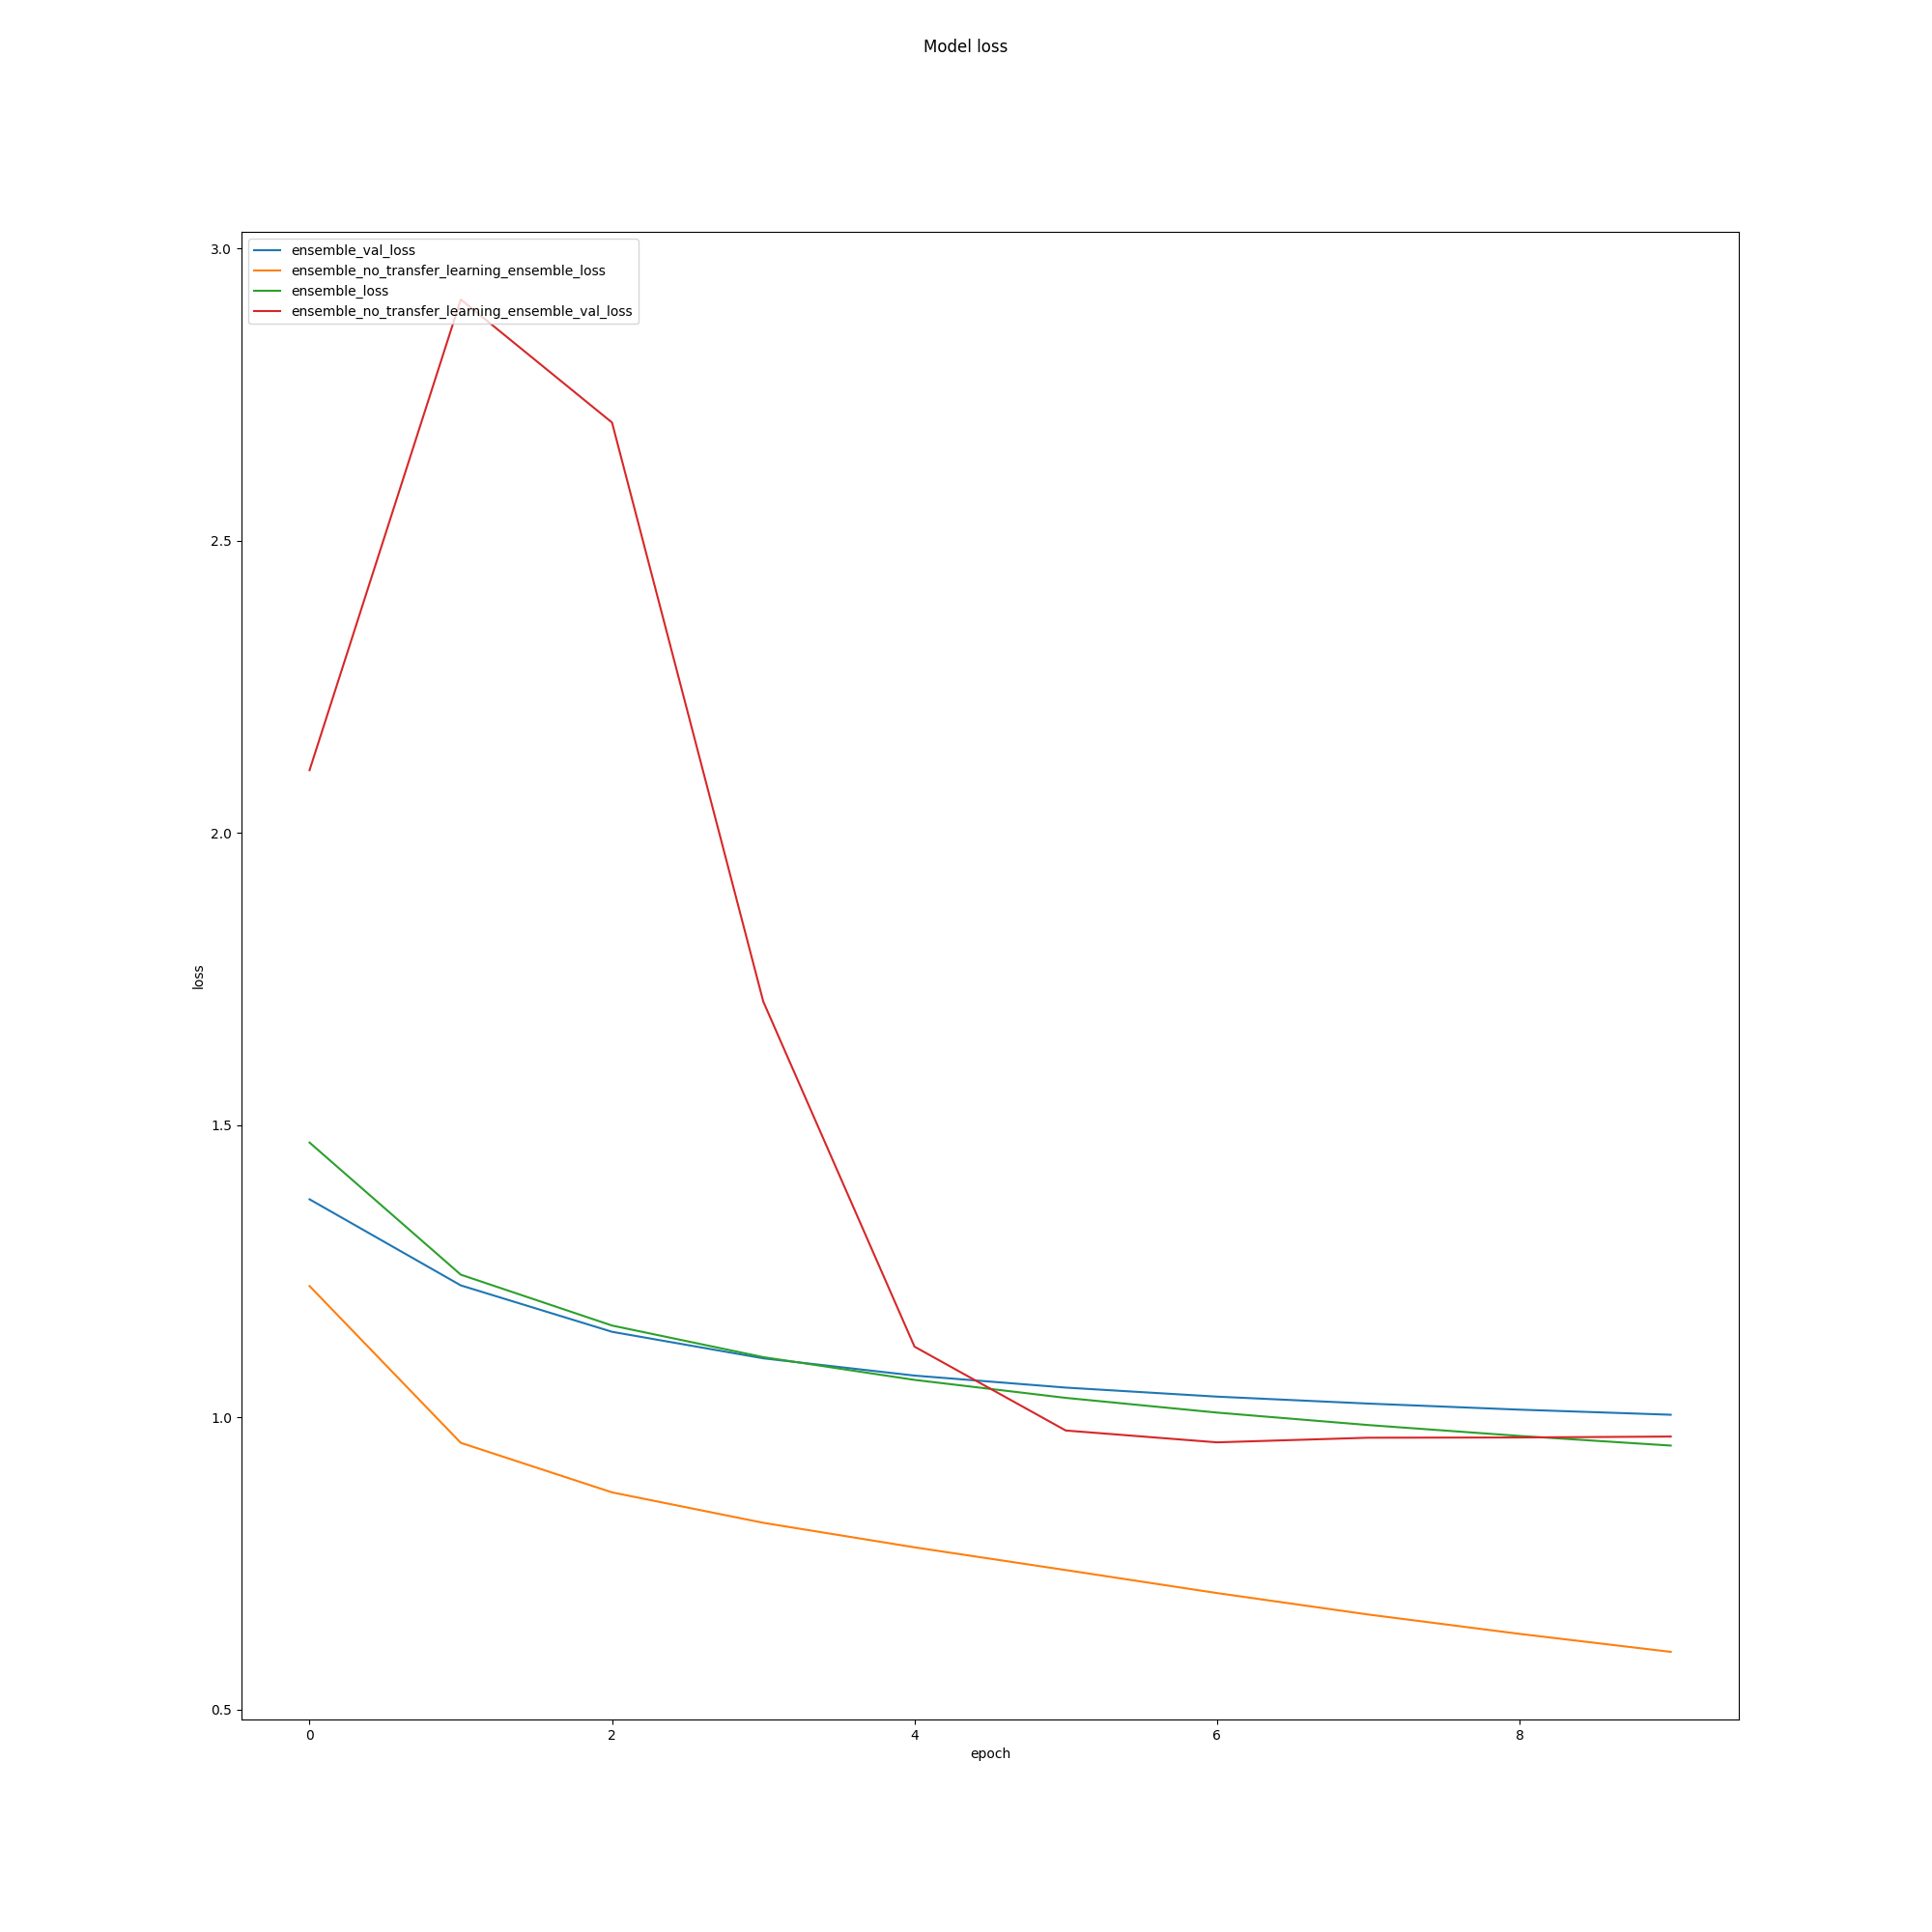 Model loss
3.0
ensemble_val_loss
ensemble_no_transfer_learning_ensemble_loss
ensemble_loss
ensemble_no_transfer_learning_ensemble_val_loss
2.5
2.0
loss
1.5
1.0
0.5
0 2 4 6 8
epoch